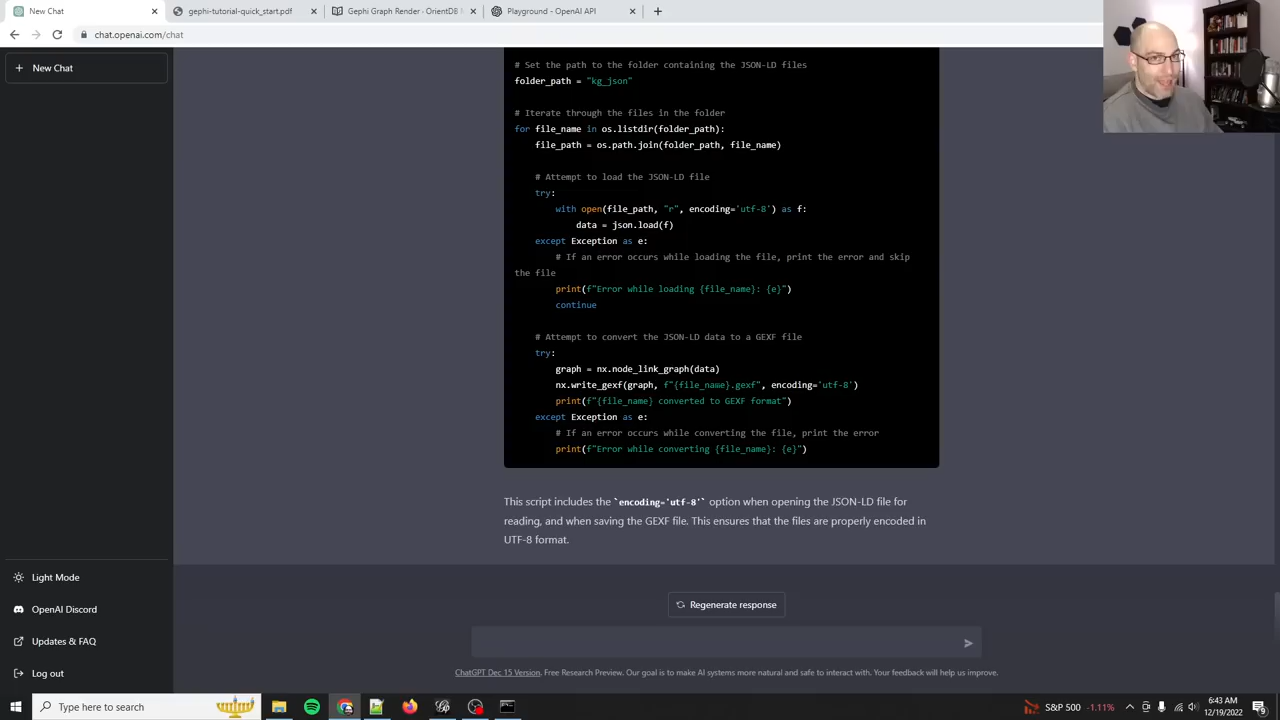 New Chat
gephi-tutorial-quick_start.pdf
Gephi Graph Render - OrientDB
Playground - OpenAI API
chat.openai.com/chat
New Chat
# Set the path to the folder containing the JSON-LD files
folder_path = "kg_json"
# Iterate through the files in the folder
for file_name in os.listdir(folder_path):
file_path = os.path.join(folder_path, file_name)
# Attempt to load the JSON-LD file
try:
with open(file_path, "r", encoding='utf-8') as f:
data = json.load(f)
except Exception as e:
# If an error occurs while loading the file, print the error and skip
the file
print(f"Error while loading {file_name}: {e}")
continue
# Attempt to convert the JSON-LD data to a GEXF file
try:
graph = nx.node_link_graph(data)
nx.write_gexf(graph, f"{file_name}.gexf", encoding='utf-8')
print(f"{file_name} converted to GEXF format")
except Exception as e:
# If an error occurs while converting the file, print the error
print(f"Error while converting {file_name}: {e}")
This script includes the `encoding='utf-8'` option when opening the JSON-LD file for
reading, and when saving the GEXF file. This ensures that the files are properly encoded in
UTF-8 format.
Light Mode
OpenAI Discord
Updates & FAQ
Log out
Regenerate response
ChatGPT Dec 15 Version. Free Research Preview. Our goal is to make AI systems more natural and safe to interact with. Your feedback will help us improve.
Type here to search
S&P 500 -1.11%
6:43 AM
12/19/2022